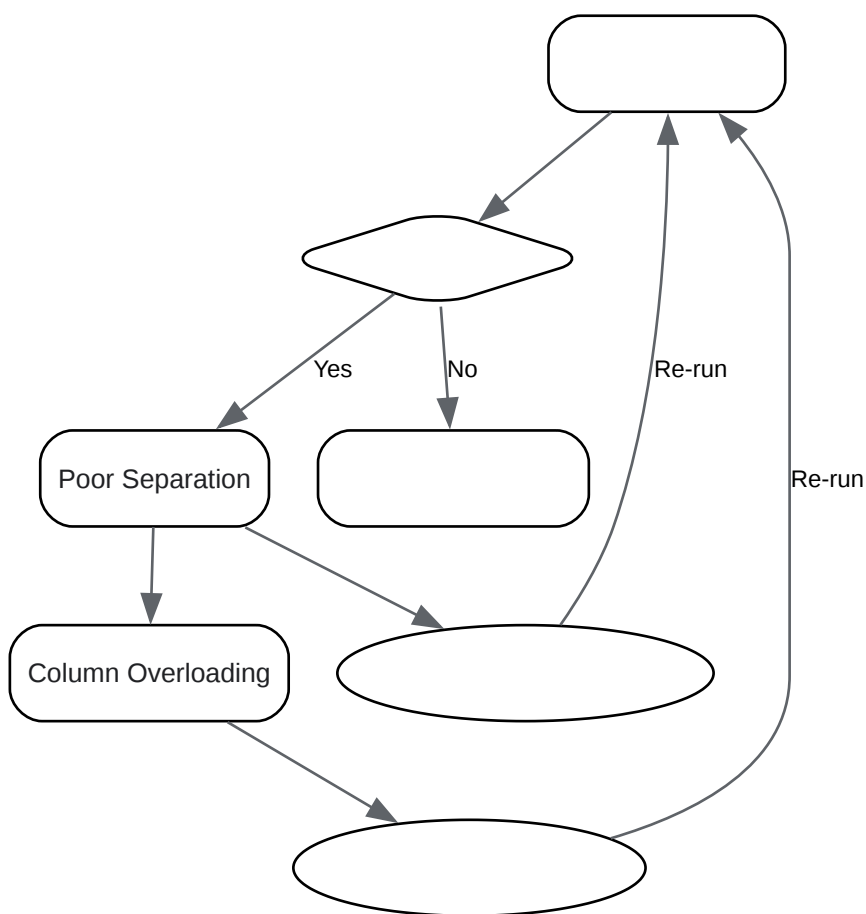 Yes
No
Re-run
Poor Separation
Re-run
Column Overloading